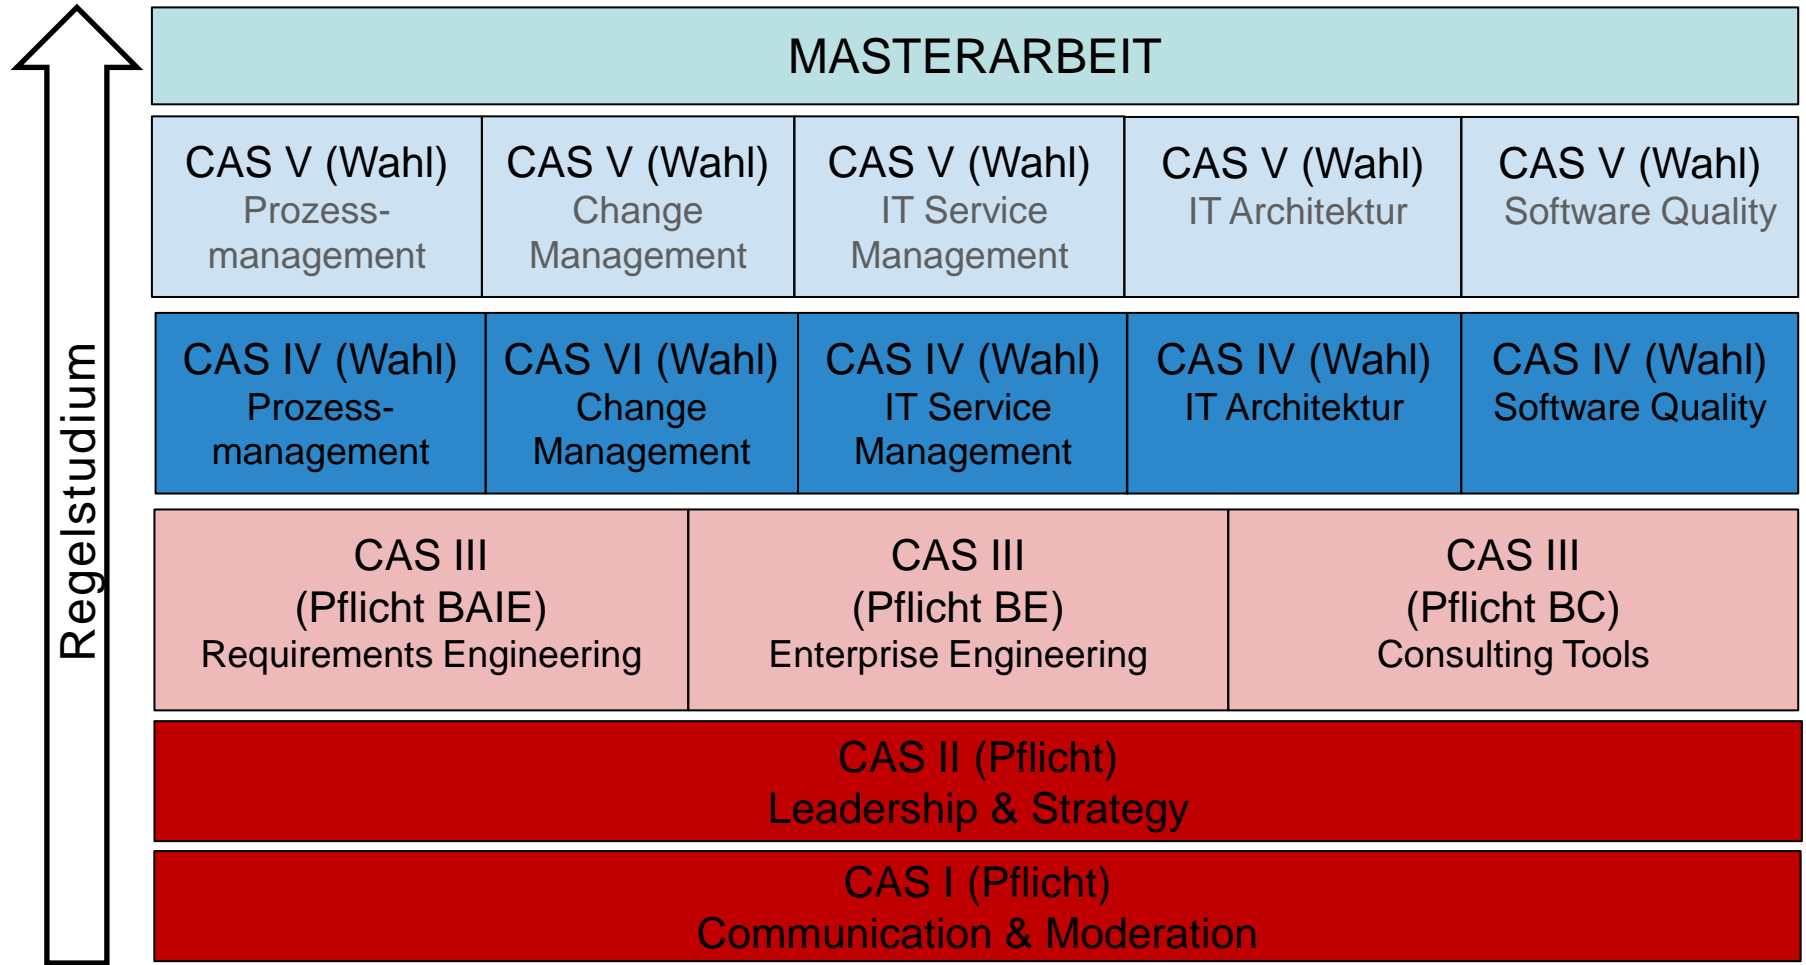 MASTERARBEIT
CAS V (Wahl)
Prozess-
management
CAS V (Wahl)
Change
Management
CAS V (Wahl)
IT Service
Management
CAS V (Wahl)
IT Architektur
CAS V (Wahl)
Software Quality
CAS IV (Wahl)
Prozess-
management
CAS VI (Wahl)
Change
Management
CAS IV (Wahl)
IT Service
Management
CAS IV (Wahl)
IT Architektur
CAS IV (Wahl)
Software Quality
CAS III
(Pflicht BAIE)
Requirements Engineering
CAS III
(Pflicht BE)
Enterprise Engineering
CAS III
(Pflicht BC)
Consulting Tools
CAS II (Pflicht)
Leadership & Strategy
CAS I (Pflicht)
Communication & Moderation
Regelstudium